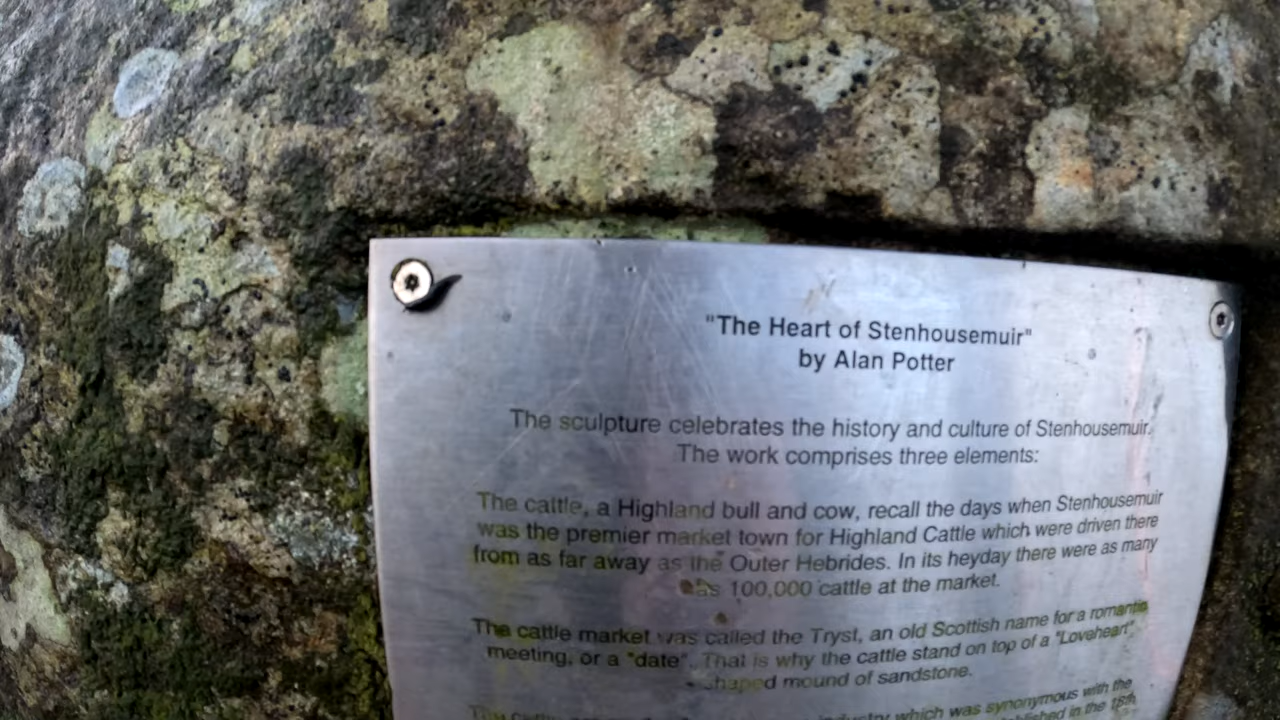 "The Heart of Stenhousemuir"
by Alan Potter
The sculpture celebrates the history and culture of Stenhousemuir.
The work comprises three elements:
The cattle, a Highland bull and cow, recall the days when Stenhousemuir
was the premier market town for Highland Cattle which were driven there
from as far away as the Outer Hebrides. In its heyday there were as many
as 100,000 cattle at the market.
The cattle market was called the Tryst, an old Scottish name for a romantic
meeting, or a "date". That is why the cattle stand on top of a "Loveheart"
shaped mound of sandstone.
The industry which was synonymous with the
in the 18th